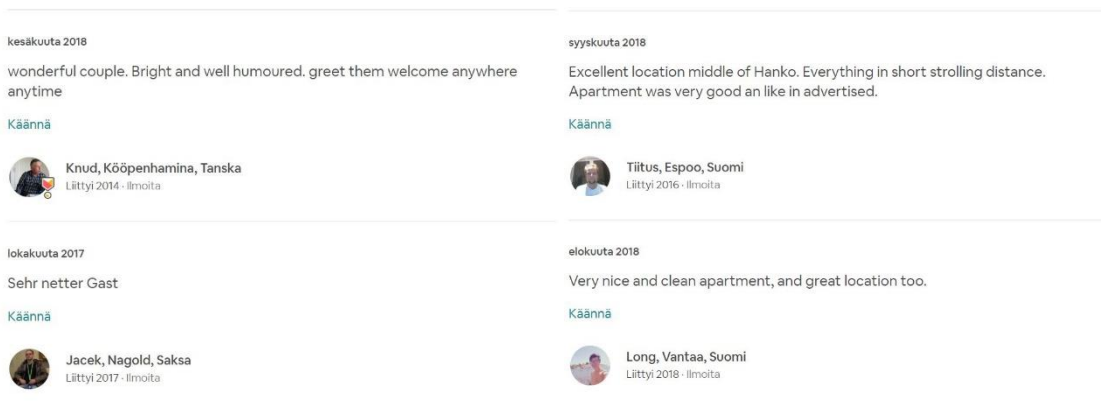 kesäkuuta 2018
wonderful couple. Bright and well humoured. greet them welcome anywhere
anytime
Käännä
Knud, Kööpenhamina, Tanska
Liittyi 2014 · Ilmoita
lokakuuta 2017
Sehr netter Gast
Käännä
Jacek, Nagold, Saksa
Liittyi 2017 · Ilmoita
syyskuuta 2018
Excellent location middle of Hanko. Everything in short strolling distance.
Apartment was very good an like in advertised.
Käännä
Tiitus, Espoo, Suomi
Liittyi 2016 · Ilmoita
elokuuta 2018
Very nice and clean apartment, and great location too.
Käännä
Long, Vantaa, Suomi
Liittyi 2018 · Ilmoita